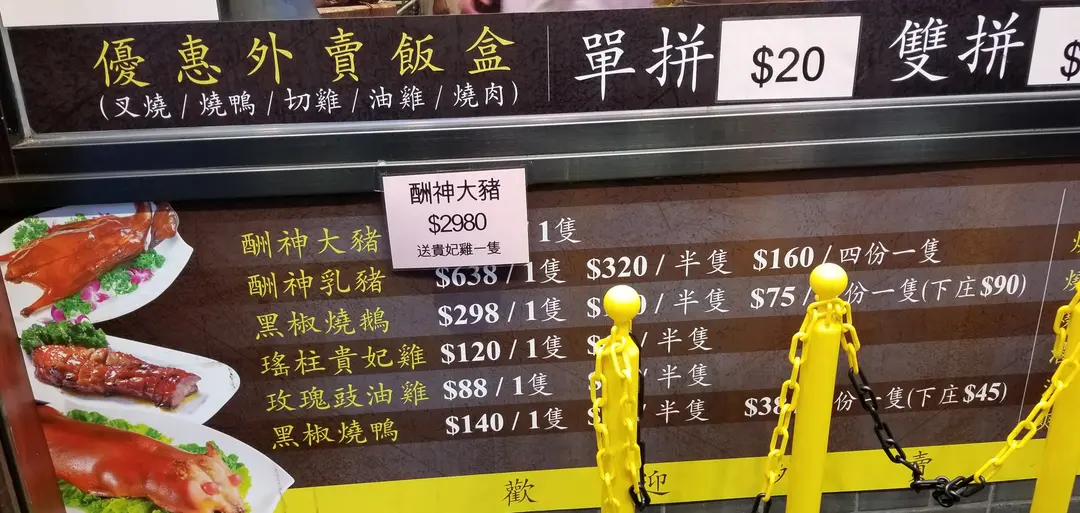 優惠外賣飯盒 單拼 $20 雙拼 $
(叉燒/燒鴨/切雞/油雞/燒肉)
酬神大豬
$2980
送貴妃雞一隻
酬神大豬 1隻
酬神乳豬 $638/1隻 $320/半隻 $160/四份一隻
黑椒燒鵝 $298/1隻 0/半隻 $75/份一隻(下庄$90)
瑤柱貴妃雞 $120/1隻 /半隻
玫瑰豉油雞 $88/1隻 /半隻
黑椒燒鴨 $140/1隻 /半隻 $38 份一隻(下庄$45)
歡迎 賣